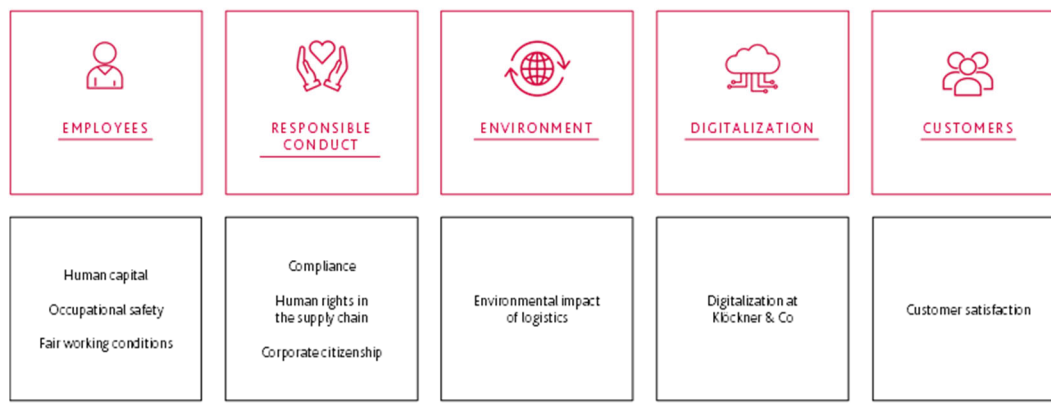 EMPLOYEES
RESPONSIBLE
CONDUCT
ENVIRONMENT
DIGITALIZATION
CUSTOMERS
Human capital
Occupational safety
Fair working conditions
Compliance
Human rights in
the supply chain
Corporate citizenship
Environmental impact
of logistics
Digitalization at
Klöckner & Co
Customer satisfaction